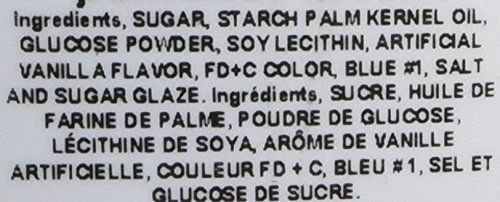 Ingredients, SUGAR, STARCH PALM KERNEL OIL,
GLUCOSE POWDER, SOY LECITHIN, ARTIFICIAL
VANILLA FLAVOR, FD+C COLOR, BLUE #1, SALT
AND SUGAR GLAZE. Ingrédients, SUCRE, HUILE DE
FARINE DE PALME, POUDRE DE GLUCOSE,
LÉCITHINE DE SOYA, ARÔME DE VANILLE
ARTIFICIELLE, COULEUR FD + C, BLEU #1, SEL ET
GLUCOSE DE SUCRE.